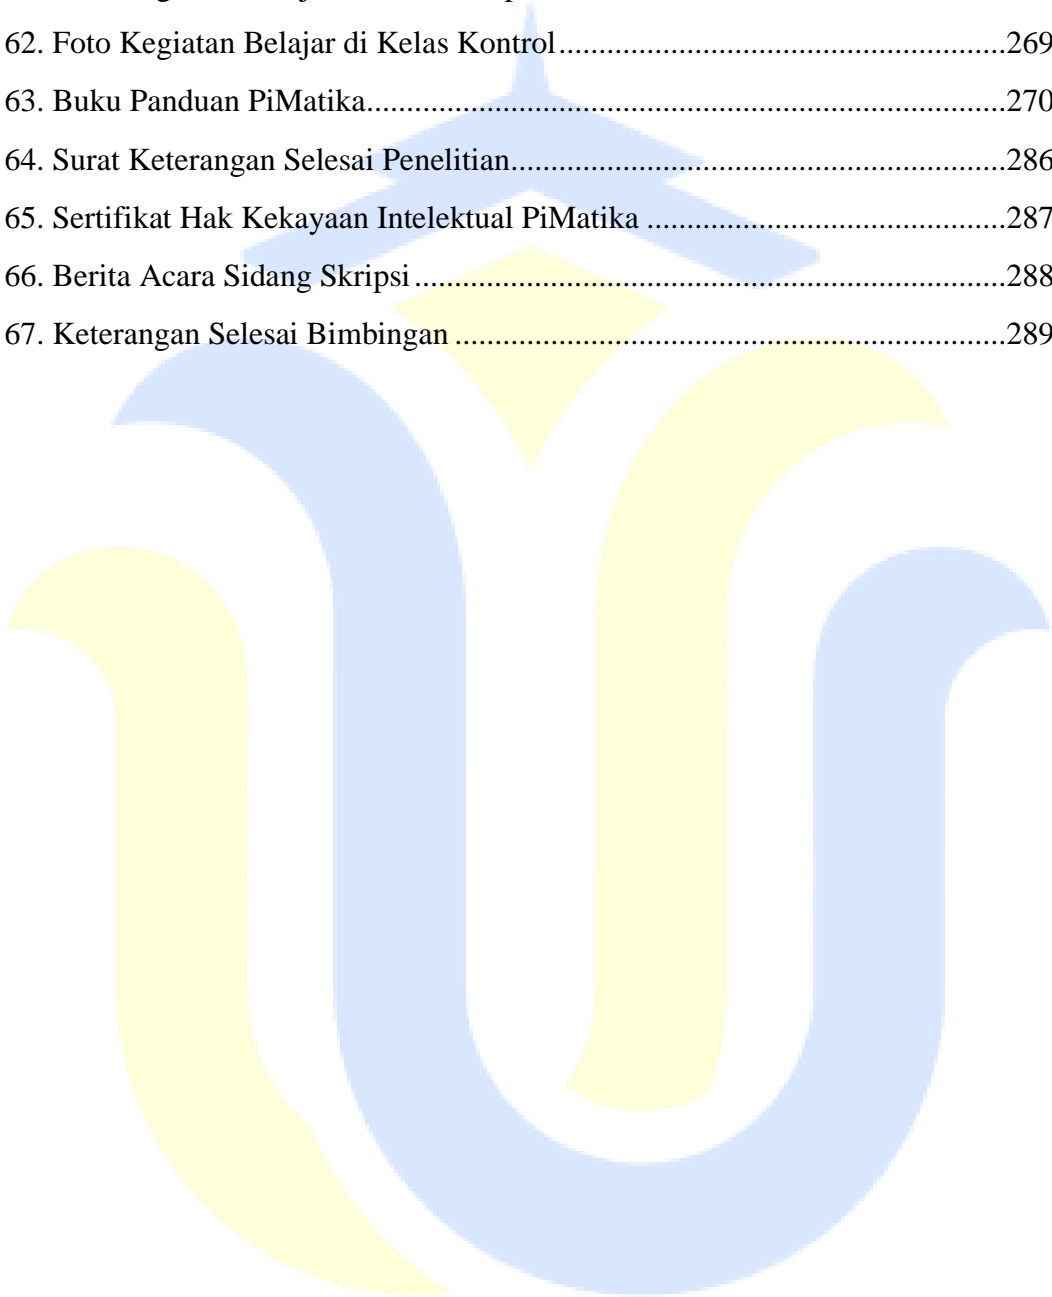 62. Foto Kegiatan Belajar di Kelas Kontrol...........................................................269
63. Buku Panduan PiMatika....................................................................................270
64. Surat Keterangan Selesai Penelitian.................................................................286
65. Sertifikat Hak Kekayaan Intelektual PiMatika ...............................................287
66. Berita Acara Sidang Skripsi..............................................................................288
67. Keterangan Selesai Bimbingan.........................................................................289